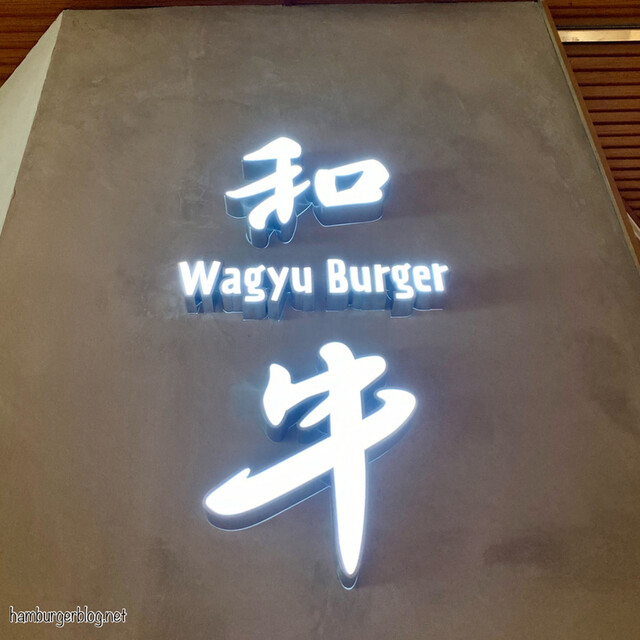 和
Wagyu Burger
牛
hamburgerblog.net